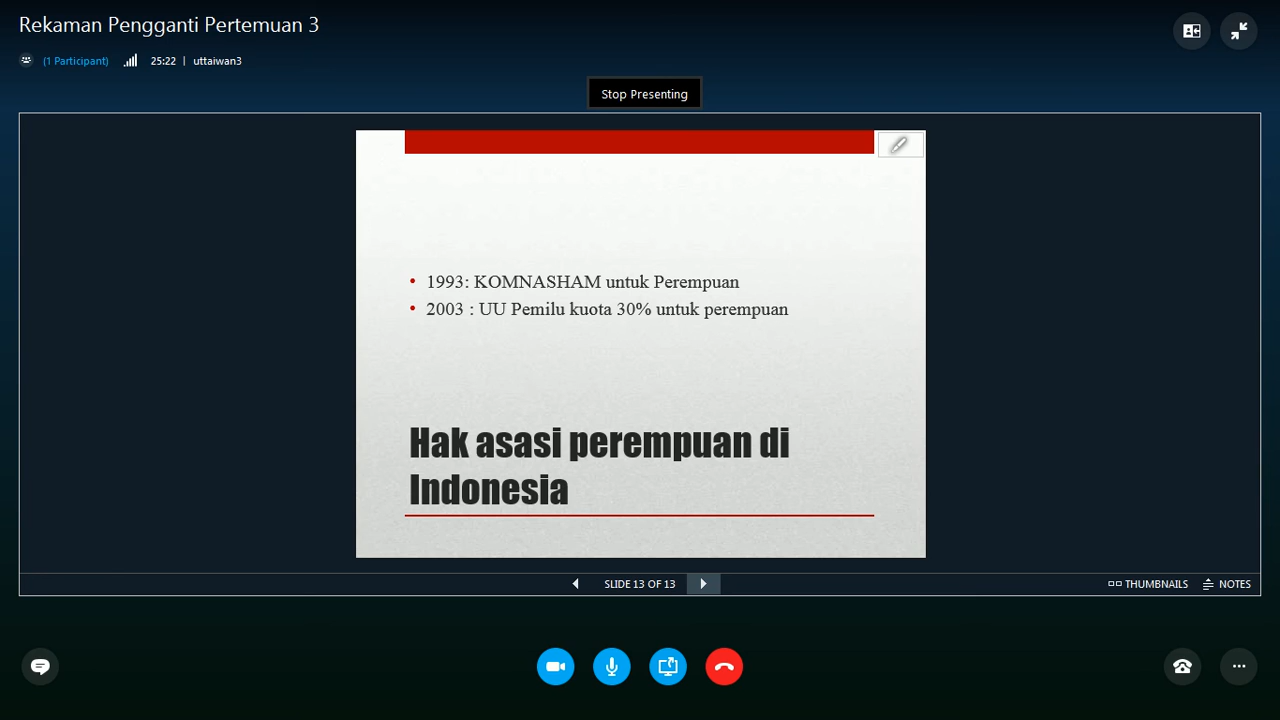 Rekaman Pengganti Pertemuan 3
(1 Participant) 25:22 | uttaiwan3
Stop Presenting
• 1993: KOMNASHAM untuk Perempuan
• 2003 : UU Pemilu kuota 30% untuk perempuan
Hak asasi perempuan di
Indonesia
SLIDE 13 OF 13
THUMBNAILS NOTES